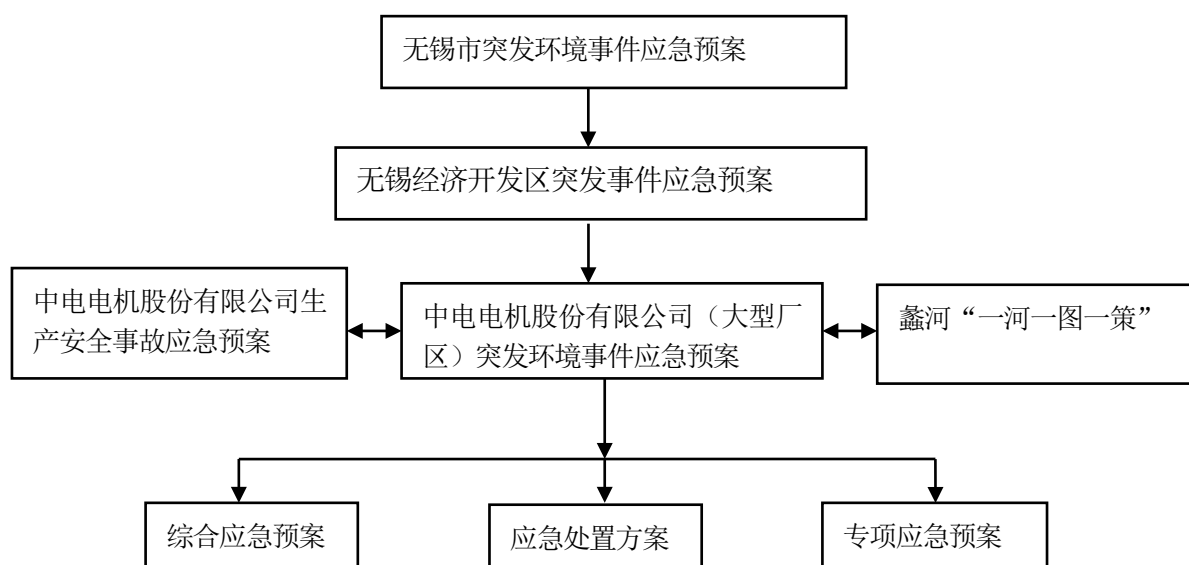 无锡市突发环境事件应急预案
无锡经济开发区突发事件应急预案
中电电机股份有限公司生
产安全事故应急预案
中电电机股份有限公司（大型厂
区）突发环境事件应急预案
蠡河“一河一图一策”
综合应急预案
应急处置方案
专项应急预案